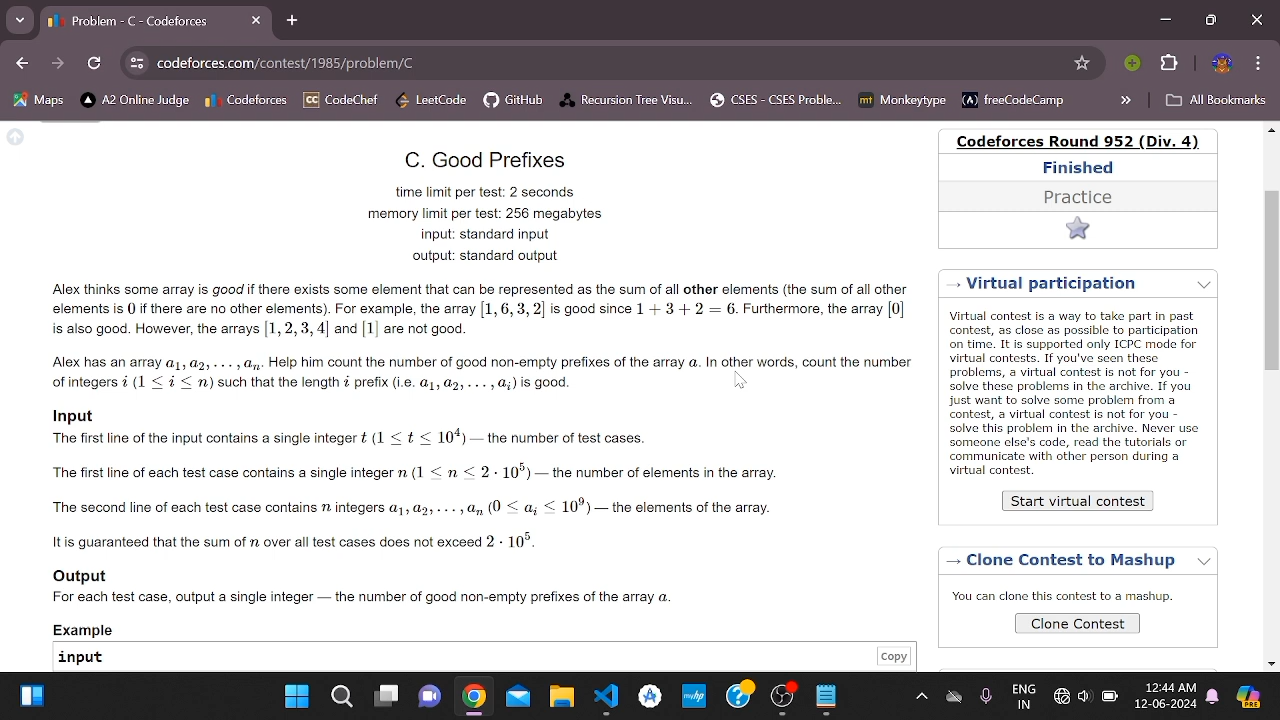 Problem - C - Codeforces
codeforces.com/contest/1985/problem/C
Maps A2 Online Judge Codeforces CodeChef LeetCode GitHub Recursion Tree Visu... CSES - CSES Proble... Monkeytype freeCodeCamp » All Bookmarks
C. Good Prefixes
time limit per test: 2 seconds
memory limit per test: 256 megabytes
input: standard input
output: standard output
Alex thinks some array is good if there exists some element that can be represented as the sum of all other elements (the sum of all other
elements is 0 if there are no other elements). For example, the array [1, 6, 3, 2] is good since 1 + 3 + 2 = 6. Furthermore, the array [0]
is also good. However, the arrays [1, 2, 3, 4] and [1] are not good.
Alex has an array a₁, a₂, . . . , aₙ. Help him count the number of good non-empty prefixes of the array a. In other words, count the number
of integers i (1 ≤ i ≤ n) such that the length i prefix (i.e. a₁, a₂, . . . , aᵢ) is good.
Input
The first line of the input contains a single integer t (1 ≤ t ≤ 10⁴) — the number of test cases.
The first line of each test case contains a single integer n (1 ≤ n ≤ 2 · 10⁵) — the number of elements in the array.
The second line of each test case contains n integers a₁, a₂, . . . , aₙ (0 ≤ aᵢ ≤ 10⁹) — the elements of the array.
It is guaranteed that the sum of n over all test cases does not exceed 2 · 10⁵.
Output
For each test case, output a single integer — the number of good non-empty prefixes of the array a.
Example
input
Copy
Codeforces Round 952 (Div. 4)
Finished
Practice
→ Virtual participation
Virtual contest is a way to take part in past
contest, as close as possible to participation
on time. It is supported only ICPC mode for
virtual contests. If you've seen these
problems, a virtual contest is not for you -
solve these problems in the archive. If you
just want to solve some problem from a
contest, a virtual contest is not for you -
solve this problem in the archive. Never use
someone else's code, read the tutorials or
communicate with other person during a
virtual contest.
Start virtual contest
→ Clone Contest to Mashup
You can clone this contest to a mashup.
Clone Contest
ENG 12:44 AM
IN 12-06-2024